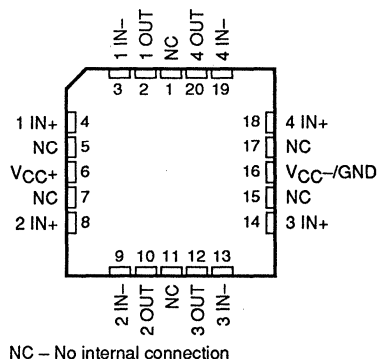 1 IN–
1 OUT
NC
4 OUT
4 IN–
3 2 1 20 19
1 IN+ 4
NC 5
VCC+ 6
NC 7
2 IN+ 8
18 4 IN+
17 NC
16 VCC–/GND
15 NC
14 3 IN+
9 10 11 12 13
2 IN–
2 OUT
NC
3 OUT
3 IN–
NC – No internal connection